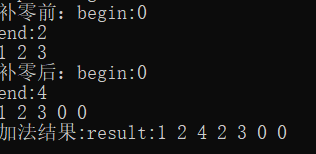 补零前：begin:0
end:2
1 2 3
补零后：begin:0
end:4
1 2 3 0 0
加法结果:result:1 2 4 2 3 0 0